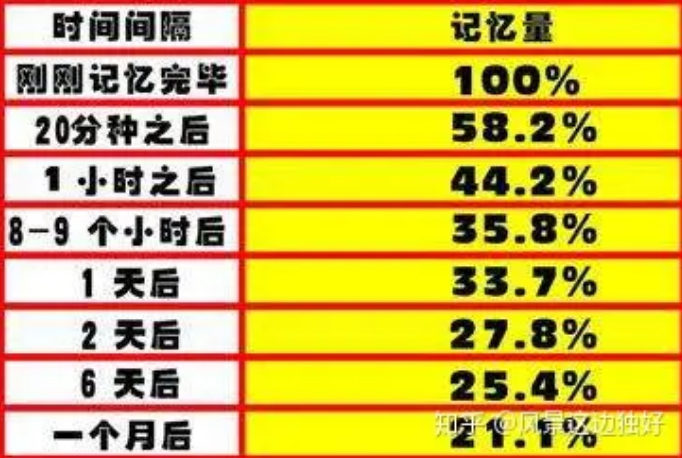 时间间隔 记忆量
刚刚记忆完毕 100%
20分种之后 58.2%
1 小时之后 44.2%
8-9 个小时后 35.8%
1 天后 33.7%
2 天后 27.8%
6 天后 25.4%
一个月后 21.1%
知乎 @风景这边独好